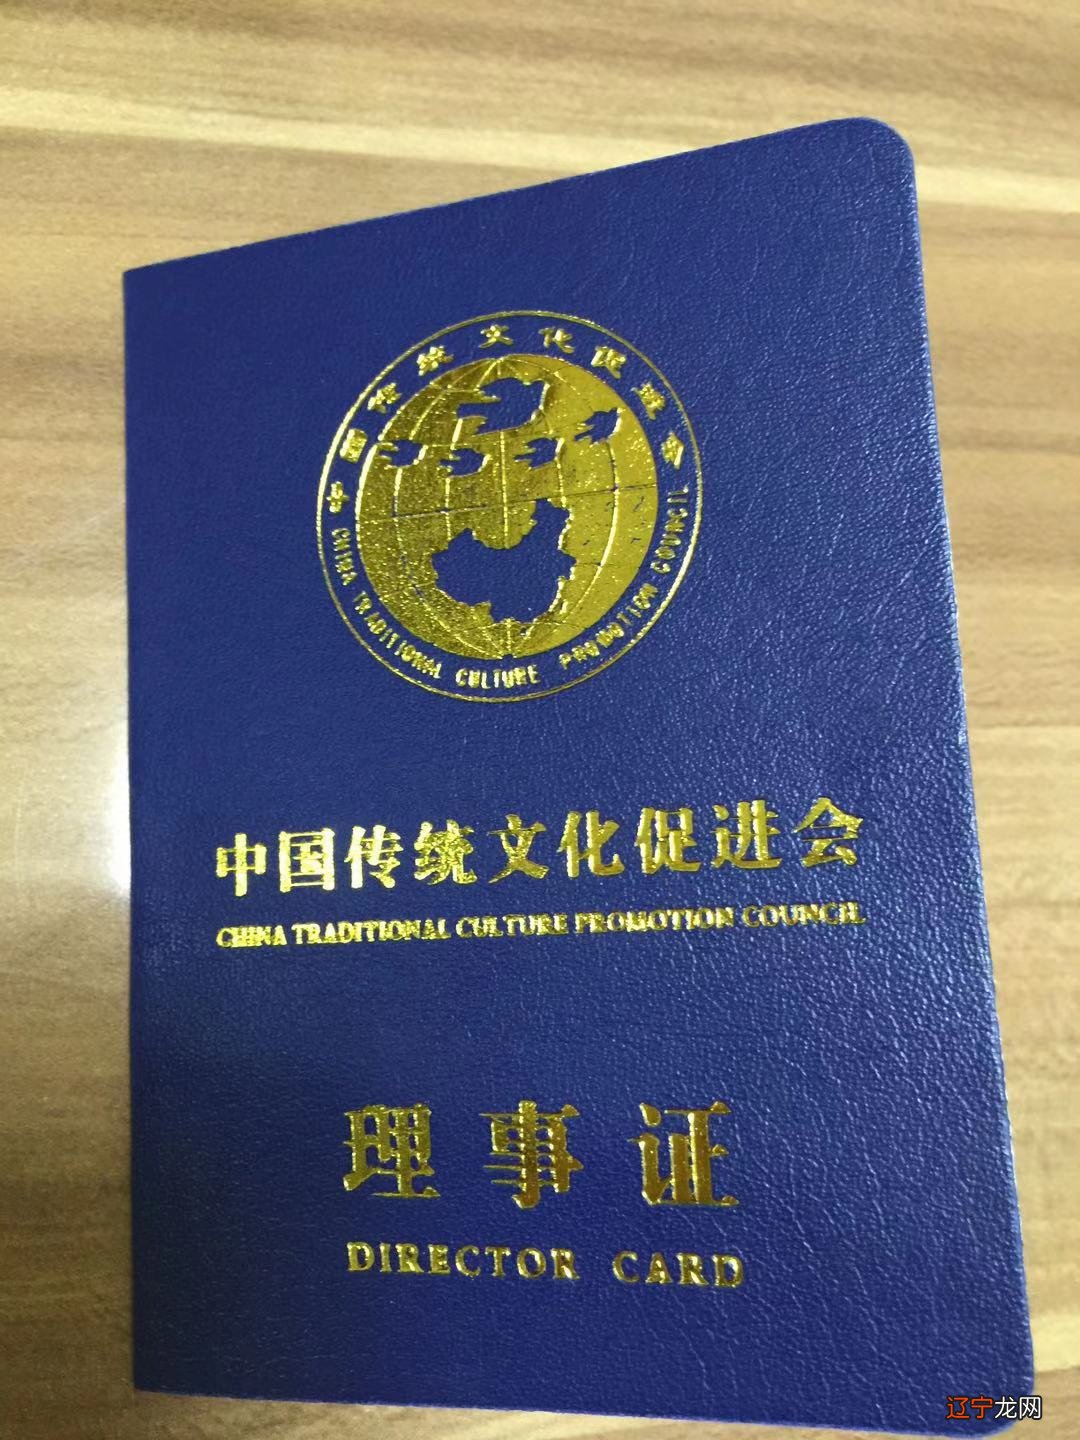 中国传统文化促进会
CHINA TRADITIONAL CULTURE PROMOTION COUNCIL
中国传统文化促进会
CHINA TRADITIONAL CULTURE PROMOTION COUNCIL
理事证
DIRECTOR CARD
辽宁龙网